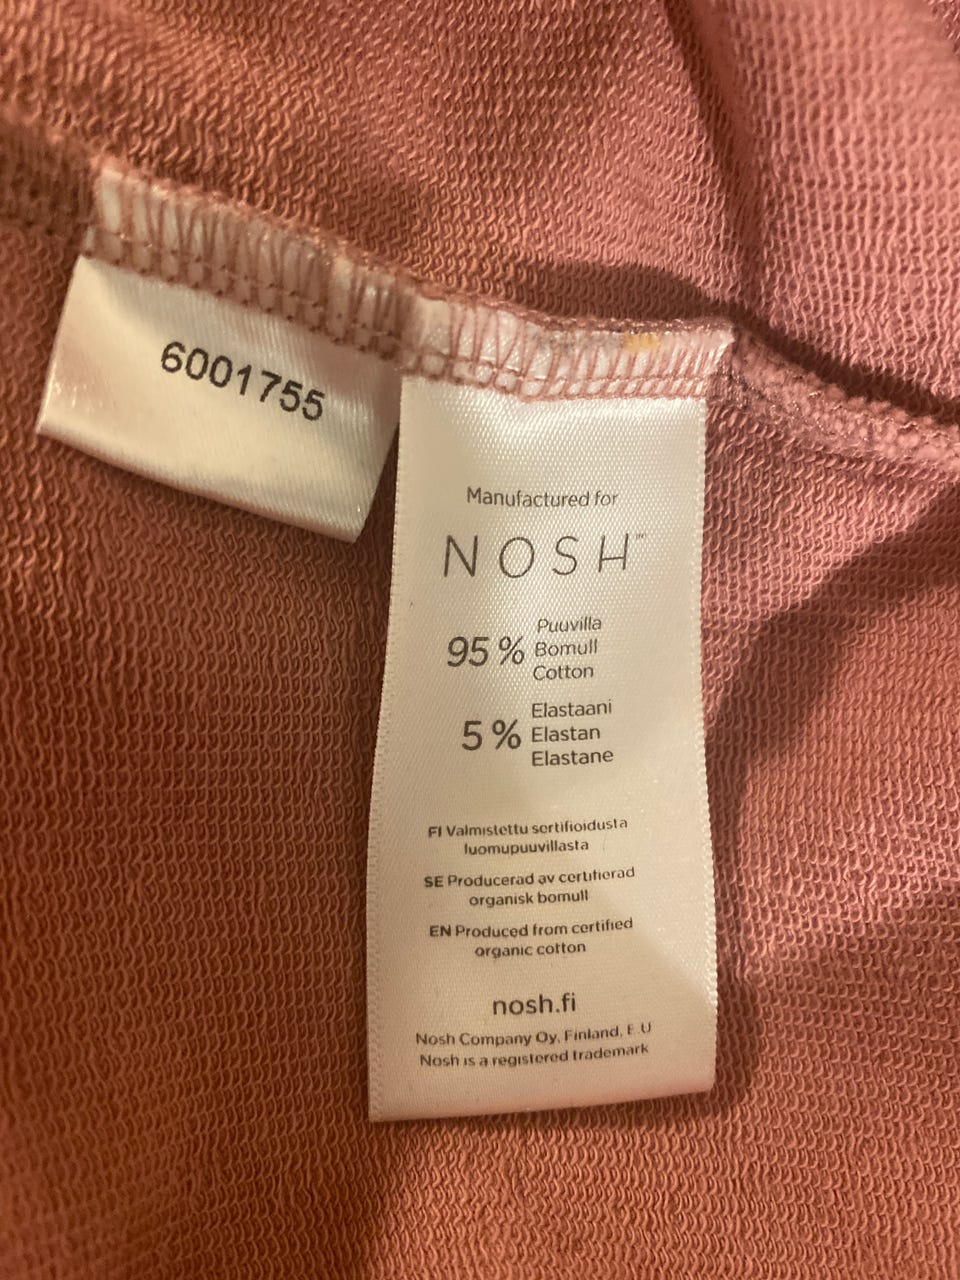 6001755
Manufactured for
NOSH™
95 % Puuvilla
Bomull
Cotton
5 % Elastaani
Elastan
Elastane
FI Valmistettu sertifioidusta
luomupuuvillasta
SE Producerad av certifierad
organisk bomull
EN Produced from certified
organic cotton
nosh.fi
Nosh Company Oy, Finland, E.U
Nosh is a registered trademark